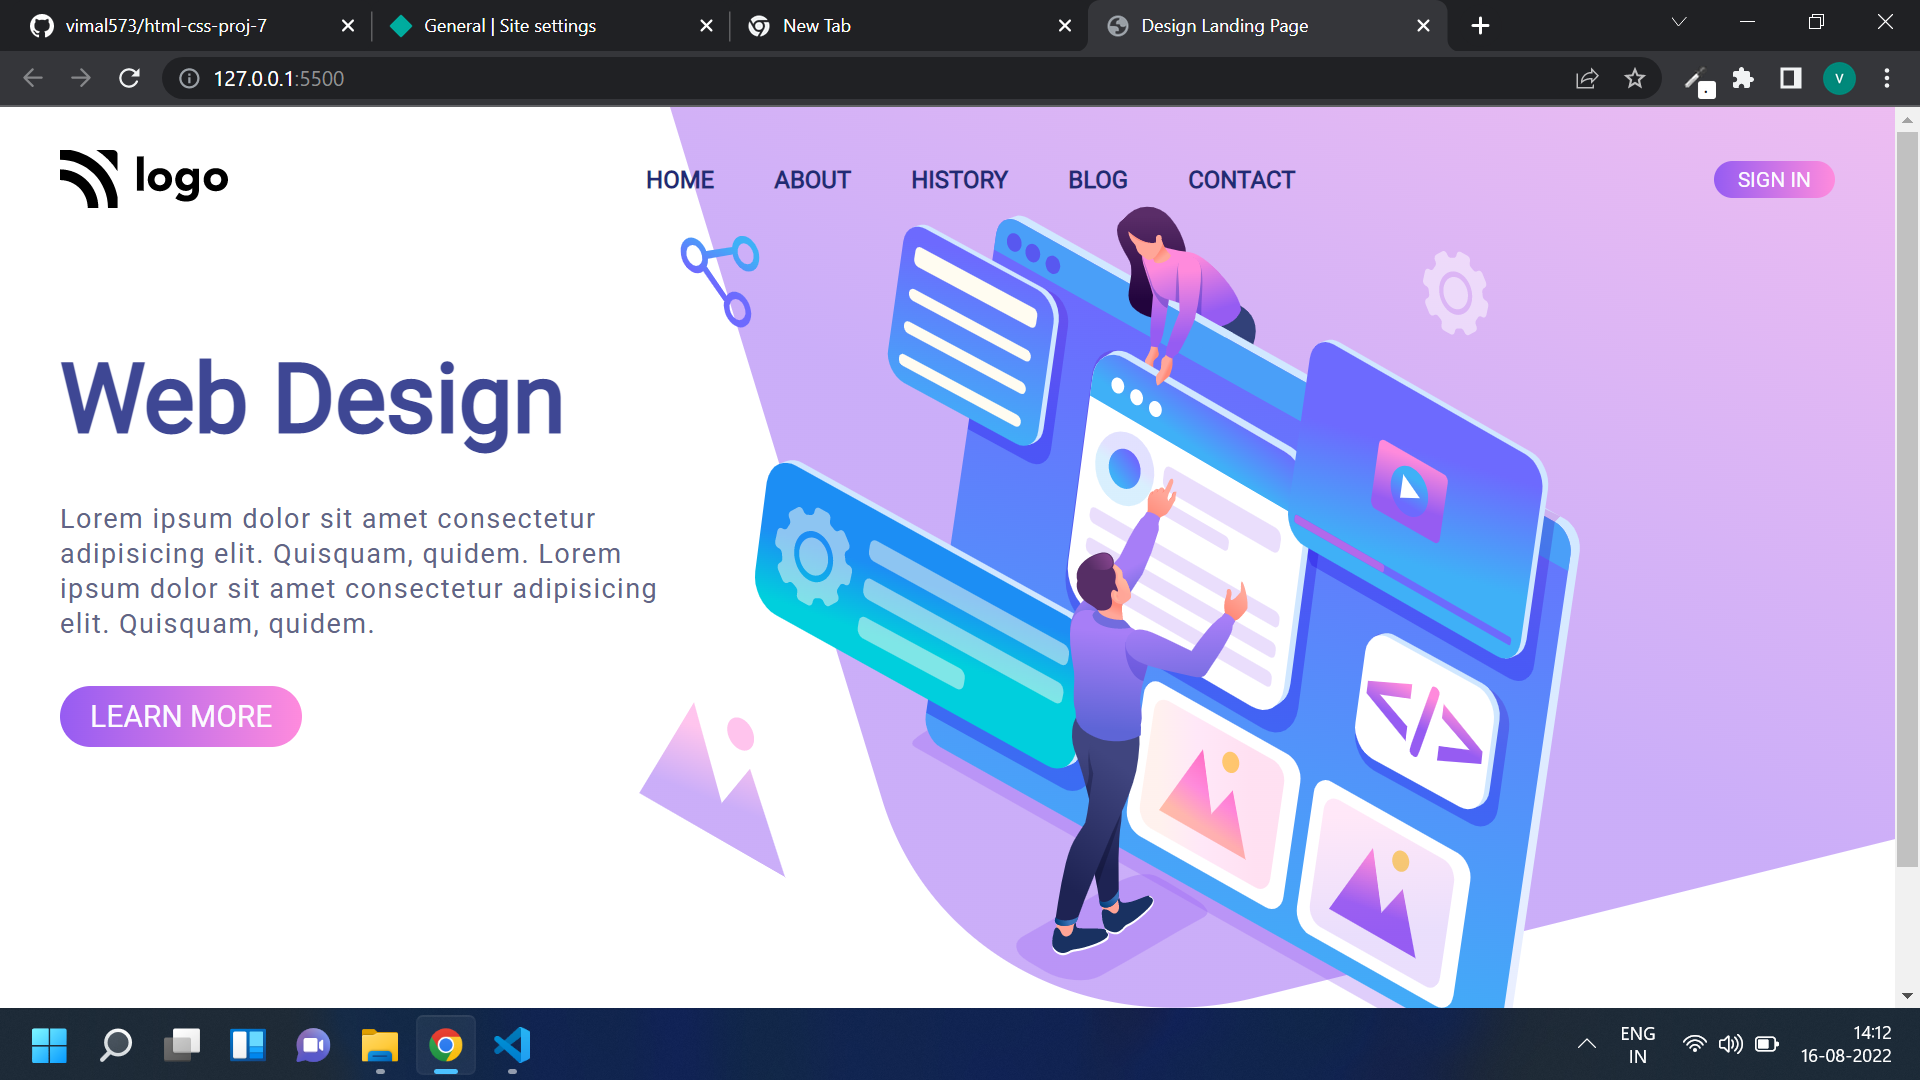 vimal573/html-css-proj-7
General | Site settings
New Tab
Design Landing Page
127.0.0.1:5500
V
logo
HOME
ABOUT
HISTORY
BLOG
CONTACT
SIGN IN
Web Design
Lorem ipsum dolor sit amet consectetur
adipisicing elit. Quisquam, quidem. Lorem
ipsum dolor sit amet consectetur adipisicing
elit. Quisquam, quidem.
LEARN MORE
</>
ENG
IN
14:12
16-08-2022